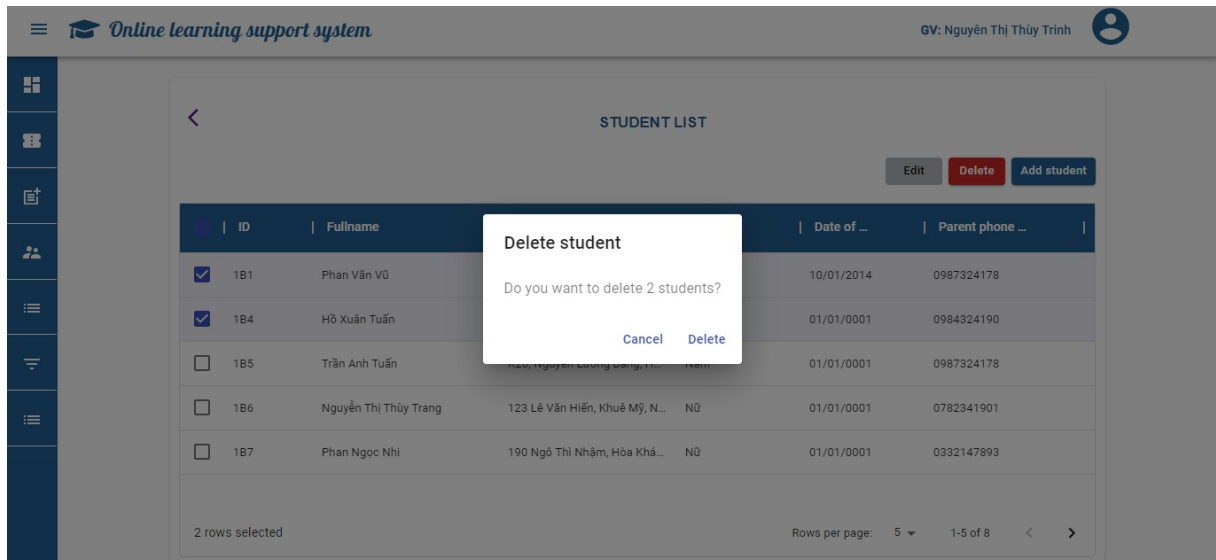 Online learning support system
GV: Nguyễn Thị Thùy Trinh
STUDENT LIST
Edit Delete Add student
| ID | Fullname | Date of ... | Parent phone ... |
Delete student
Do you want to delete 2 students?
Cancel Delete
1B1 Phan Văn Vũ 10/01/2014 0987324178
1B4 Hồ Xuân Tuấn 01/01/0001 0984324190
1B5 Trần Anh Tuấn 01/01/0001 0987324178
1B6 Nguyễn Thị Thùy Trang 123 Lê Văn Hiến, Khuê Mỹ, N... Nữ 01/01/0001 0782341901
1B7 Phan Ngọc Nhi 190 Ngô Thì Nhậm, Hòa Khá... Nữ 01/01/0001 0332147893
2 rows selected Rows per page: 5 1-5 of 8